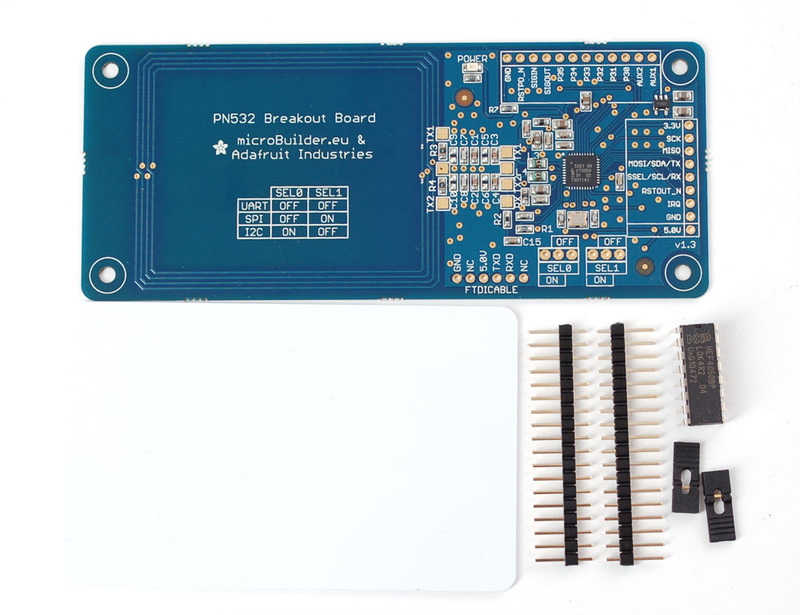 POWER
GND
RSTPD_N
SIGIN
SIGOUT
P35
P34
P33
P32
P31
P30
AUX2
AUX1
R7
PN532 Breakout Board
microBuilder.eu &
Adafruit Industries
SEL0 SEL1
UART OFF OFF
SPI OFF ON
I2C ON OFF
TX1
R3
R4
TX2
C9
C7
C4
C5
C3
C10
C8
C6
C2
R2
R1
C15
3.3V
SCK
MISO
MOSI/SDA/TX
SSEL/SCL/RX
RSTOUT_N
IRQ
GND
5.0V
v1.3
OFF OFF
SEL0 SEL1
ON ON
GND
NC
5.0V
TXD
RXD
NC
FTDICABLE
HEF4050BP